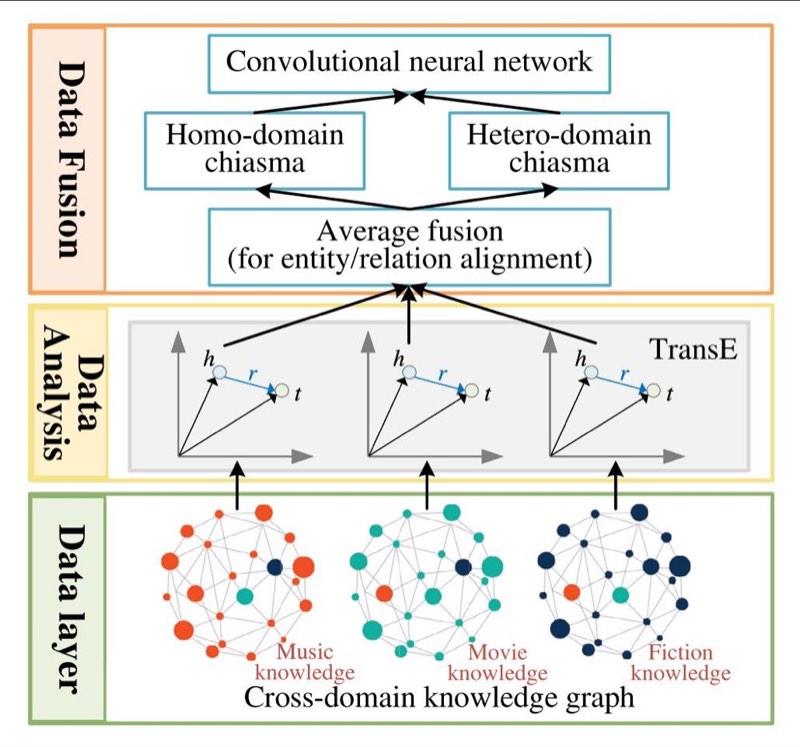 Data Fusion
Convolutional neural network
Homo-domain
chiasma
Hetero-domain
chiasma
Average fusion
(for entity/relation alignment)
Data
Analysis
TransE
h
r
t
h
r
t
h
r
t
Data layer
Music
knowledge
Movie
knowledge
Fiction
knowledge
Cross-domain knowledge graph